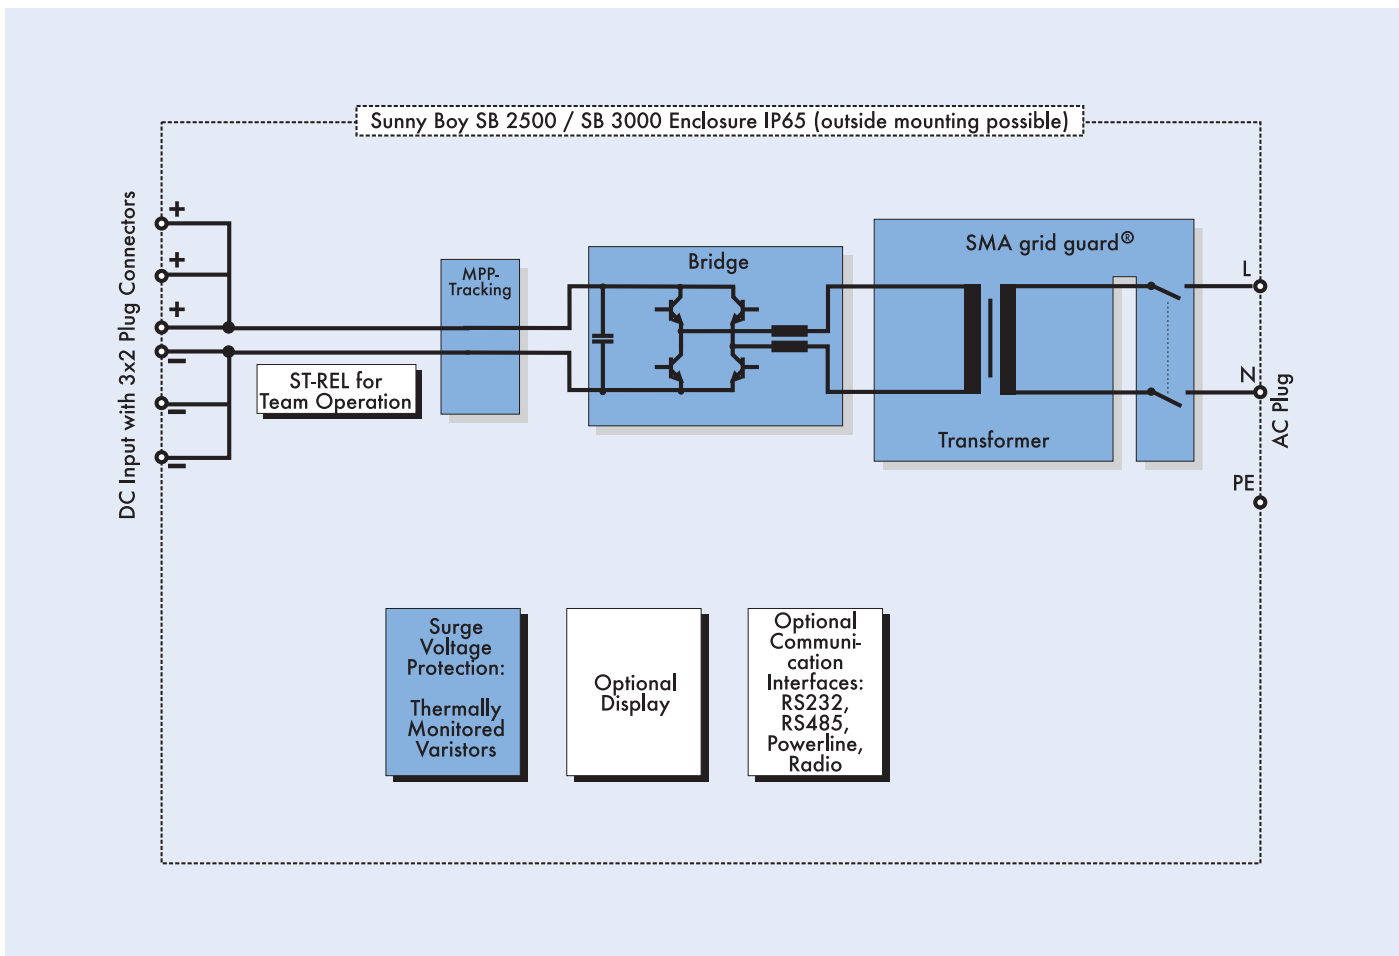 Sunny Boy SB 2500 / SB 3000 Enclosure IP65 (outside mounting possible)
DC Input with 3x2 Plug Connectors
+
+
+
−
−
−
ST-REL for
Team Operation
MPP-
Tracking
Bridge
SMA grid guard®
Transformer
L
N
AC Plug
PE
Surge
Voltage
Protection:
Thermally
Monitored
Varistors
Optional
Display
Optional
Communi-
cation
Interfaces:
RS232,
RS485,
Powerline,
Radio